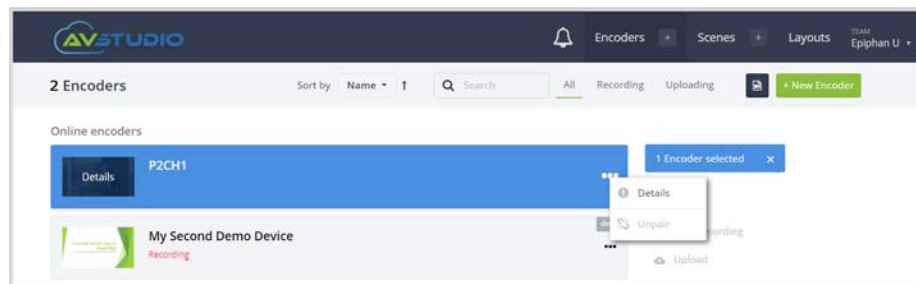 AVSTUDIO
Encoders + Scenes + Layouts TEAM
Epiphan U
2 Encoders Sort by Name Search All Recording Uploading + New Encoder
Online encoders
P2CH1
Details
1 Encoder selected ×
Details
Unpair
My Second Demo Device
Recording
Upload